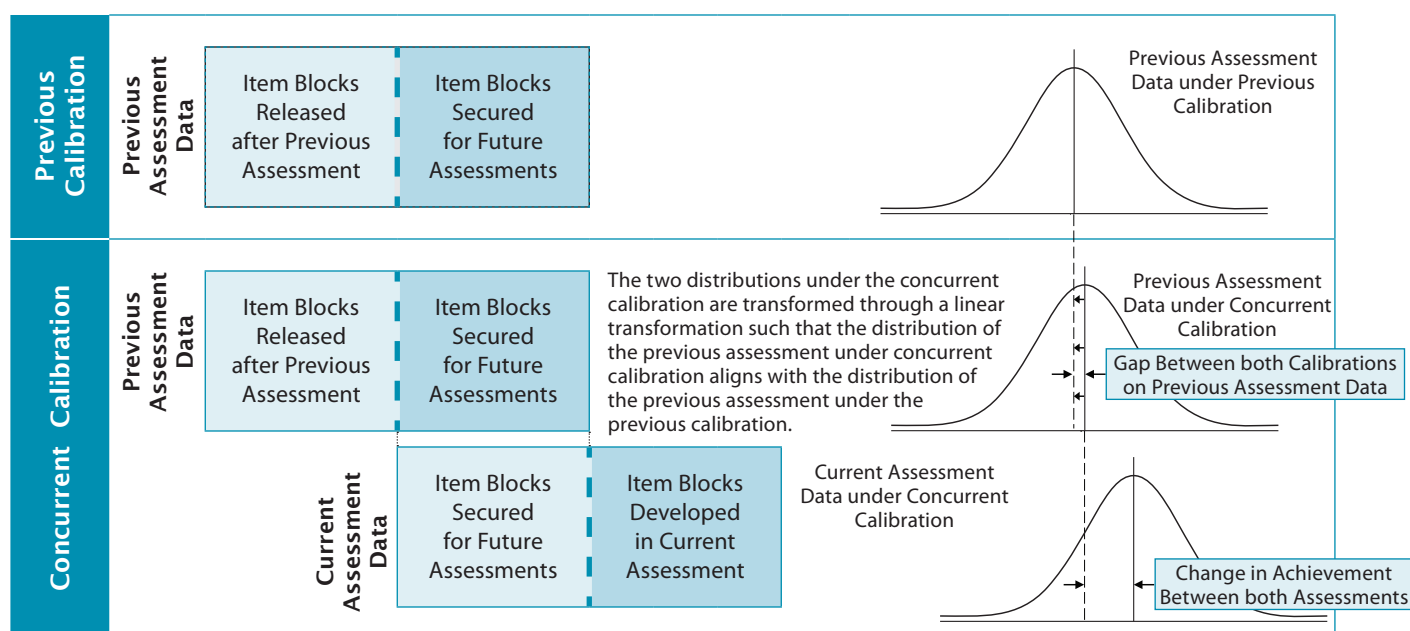 Previous
Calibration
Previous
Assessment
Data
Item Blocks
Released
after Previous
Assessment
Item Blocks
Secured
for Future
Assessments
Previous Assessment
Data under Previous
Calibration
Concurrent Calibration
Previous
Assessment
Data
Item Blocks
Released
after Previous
Assessment
Item Blocks
Secured
for Future
Assessments
The two distributions under the concurrent
calibration are transformed through a linear
transformation such that the distribution of
the previous assessment under concurrent
calibration aligns with the distribution of
the previous assessment under the
previous calibration.
Previous Assessment
Data under Concurrent
Calibration
Gap Between both Calibrations
on Previous Assessment Data
Current
Assessment
Data
Item Blocks
Secured
for Future
Assessments
Item Blocks
Developed
in Current
Assessment
Current Assessment
Data under Concurrent
Calibration
Change in Achievement
Between both Assessments